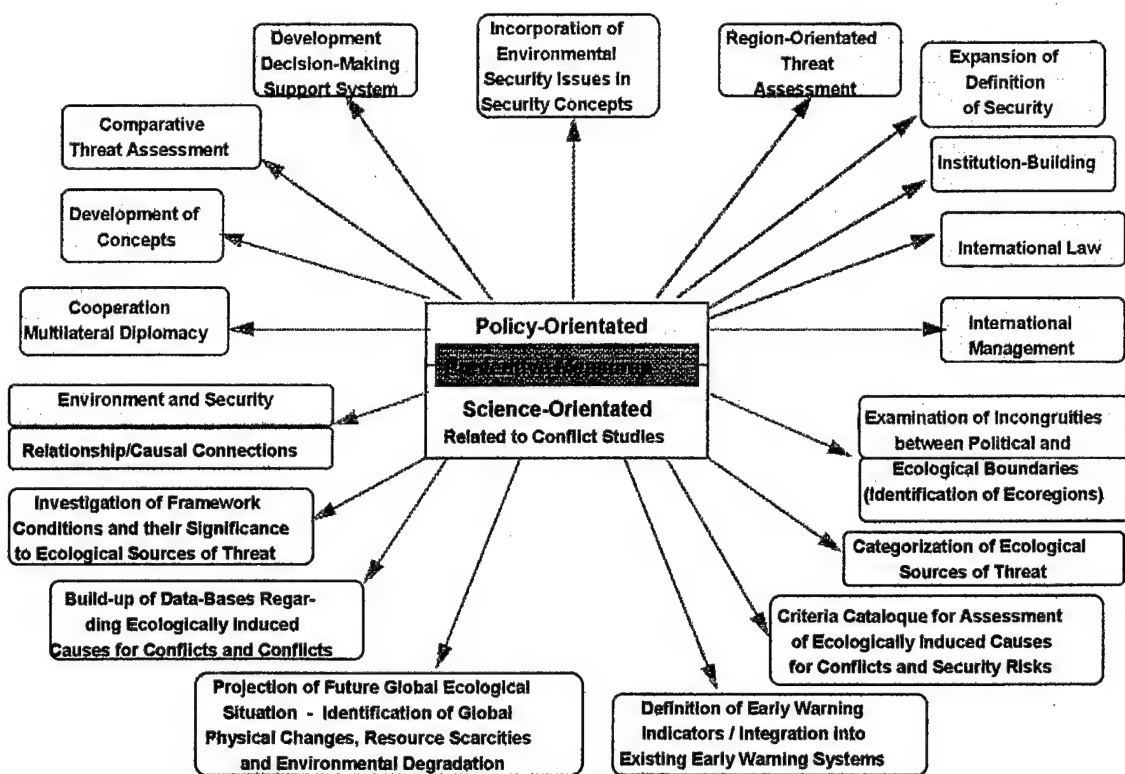 Development
Decision-Making
Support System
Incorporation of
Environmental
Security Issues in
Security Concepts
Region-Orientated
Threat
Assessment
Expansion of
Definition
of Security
Comparative
Threat Assessment
Institution-Building
Development of
Concepts
International Law
Cooperation
Multilateral Diplomacy
International
Management
Policy-Orientated
Science-Orientated
Related to Conflict Studies
Environment and Security
Relationship/Causal Connections
Examination of Incongruities
between Political and
Ecological Boundaries
(Identification of Ecoregions)
Investigation of Framework
Conditions and their Significance
to Ecological Sources of Threat
Categorization of Ecological
Sources of Threat
Build-up of Data-Bases Regar-
ding Ecologically Induced
Causes for Conflicts and Conflicts
Criteria Catalogue for Assessment
of Ecologically Induced Causes
for Conflicts and Security Risks
Projection of Future Global Ecological
Situation - Identification of Global
Physical Changes, Resource Scarcities
and Environmental Degradation
Definition of Early Warning
Indicators / Integration into
Existing Early Warning Systems